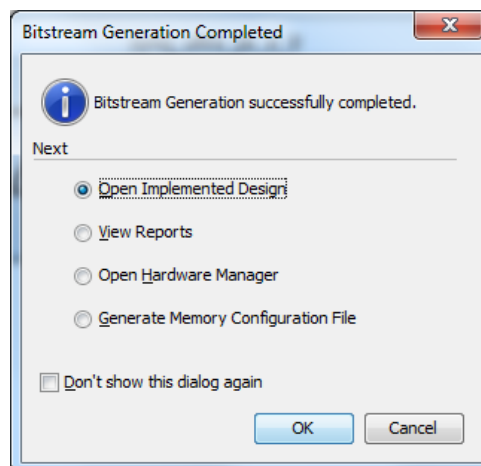 Bitstream Generation Completed
Bitstream Generation successfully completed.
Next
Open Implemented Design
View Reports
Open Hardware Manager
Generate Memory Configuration File
Don't show this dialog again
OK
Cancel